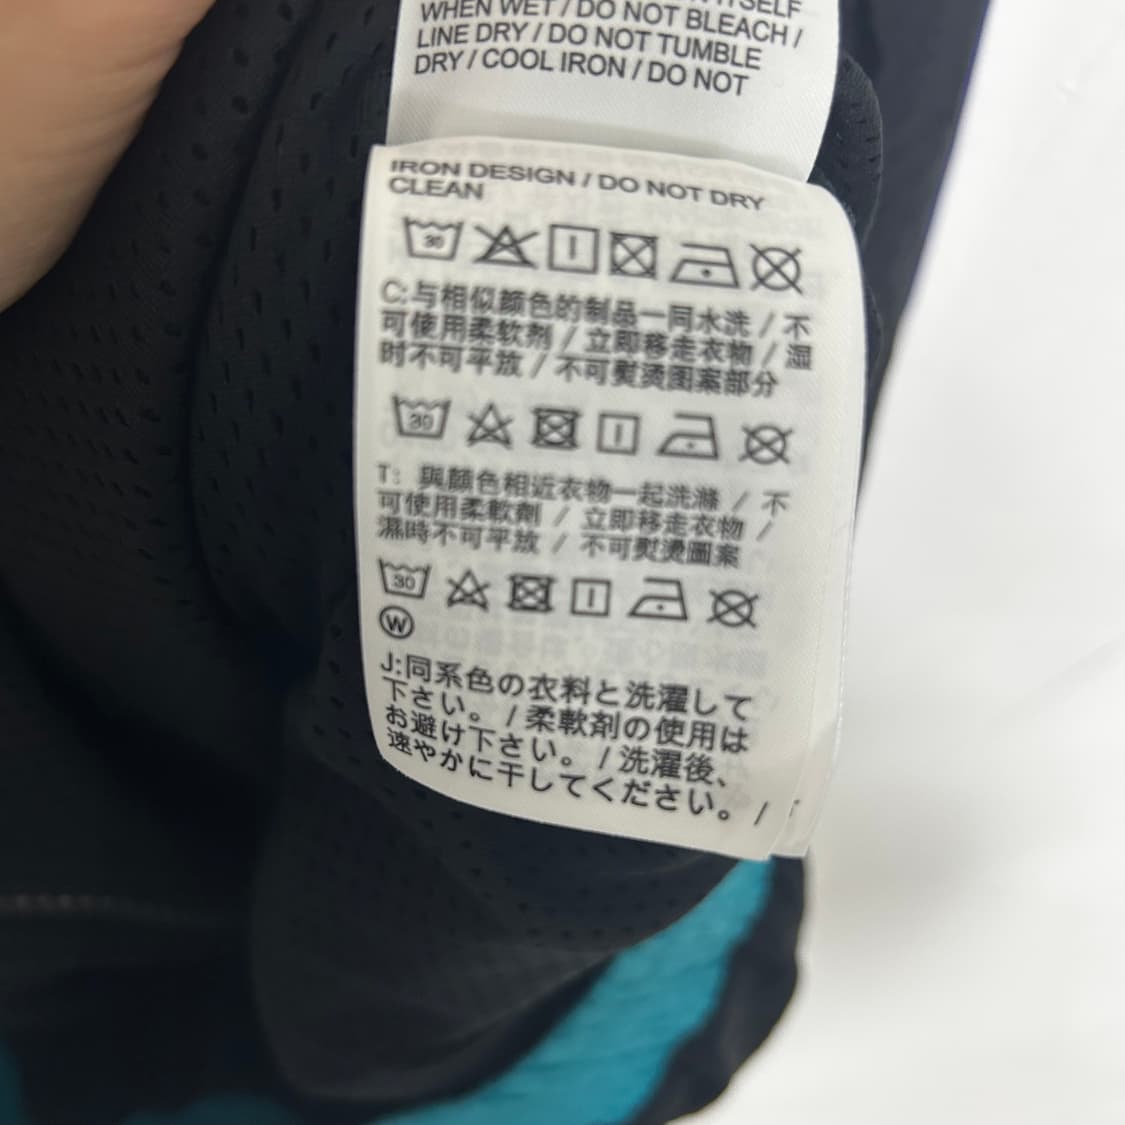 ITSELF
WHEN WET / DO NOT BLEACH /
LINE DRY / DO NOT TUMBLE
DRY / COOL IRON / DO NOT
IRON DESIGN / DO NOT DRY
CLEAN
30
C:与相似颜色的制品一同水洗 / 不
可使用柔软剂 / 立即移走衣物 / 湿
时不可平放 / 不可熨烫图案部分
30
T: 與顏色相近衣物一起洗滌 / 不
可使用柔軟劑 / 立即移走衣物 /
濕時不可平放 / 不可熨燙圖案
30
W
J:同系色の衣料と洗濯して
下さい。 / 柔軟剤の使用は
お避け下さい。 / 洗濯後、
速やかに干してください。 /